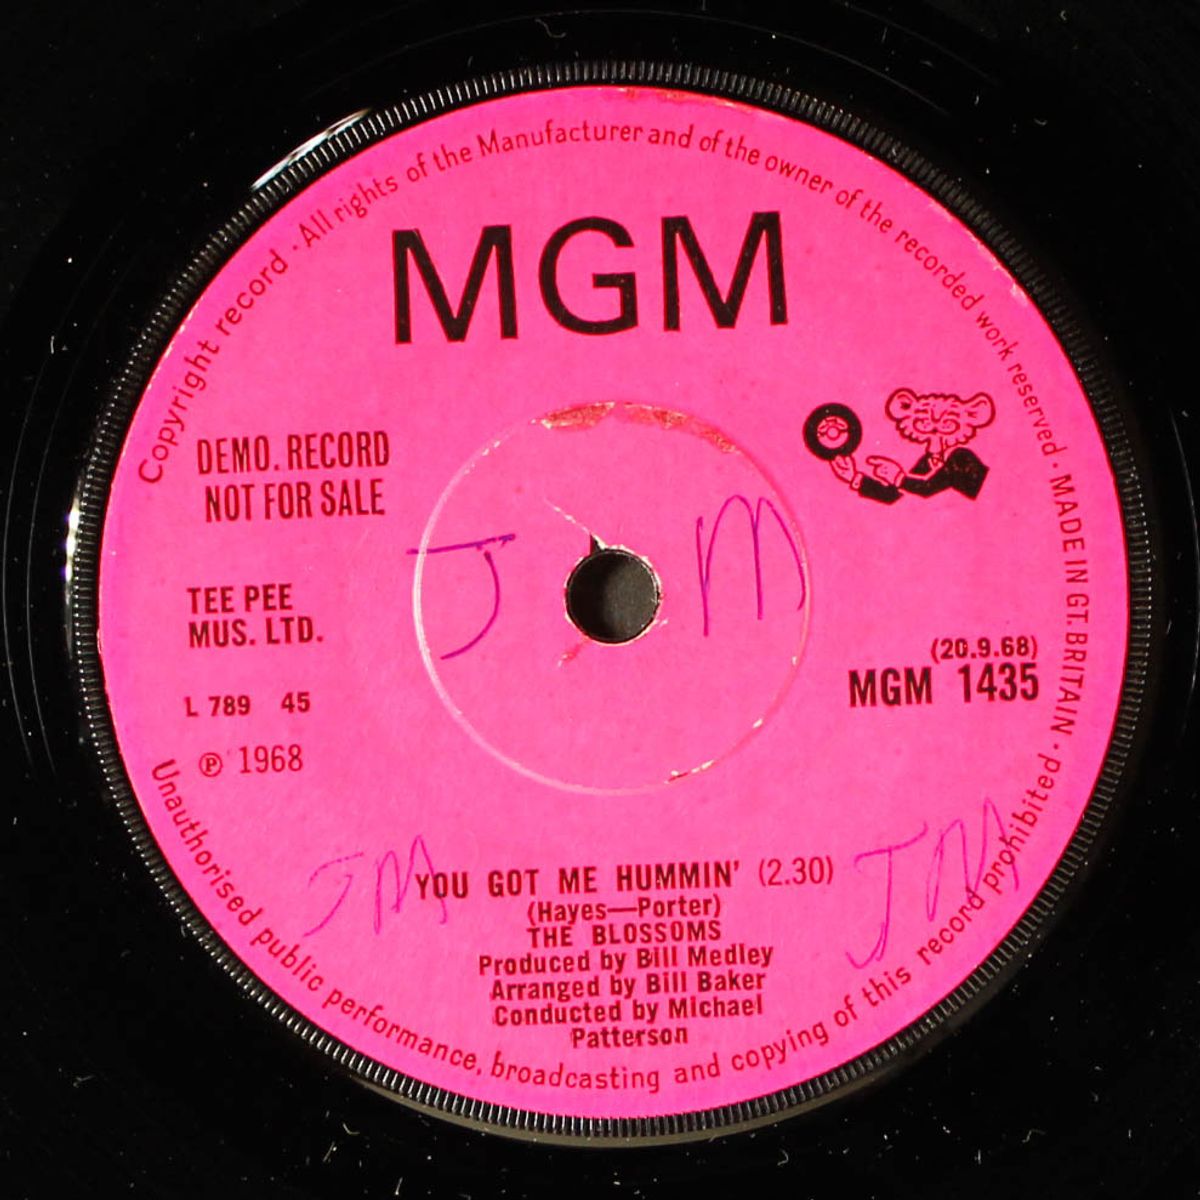 Copyright record · All rights of the Manufacturer and of the owner of the recorded work reserved · MADE IN GT. BRITAIN ·
MGM
DEMO. RECORD
NOT FOR SALE
J M
TEE PEE
MUS. LTD.
(20.9.68)
MGM 1435
L 789 45
℗ 1968
JM
JM
YOU GOT ME HUMMIN' (2.30)
(Hayes—Porter)
THE BLOSSOMS
Produced by Bill Medley
Arranged by Bill Baker
Conducted by Michael
Patterson
Unauthorised public performance, broadcasting and copying of this record prohibited ·